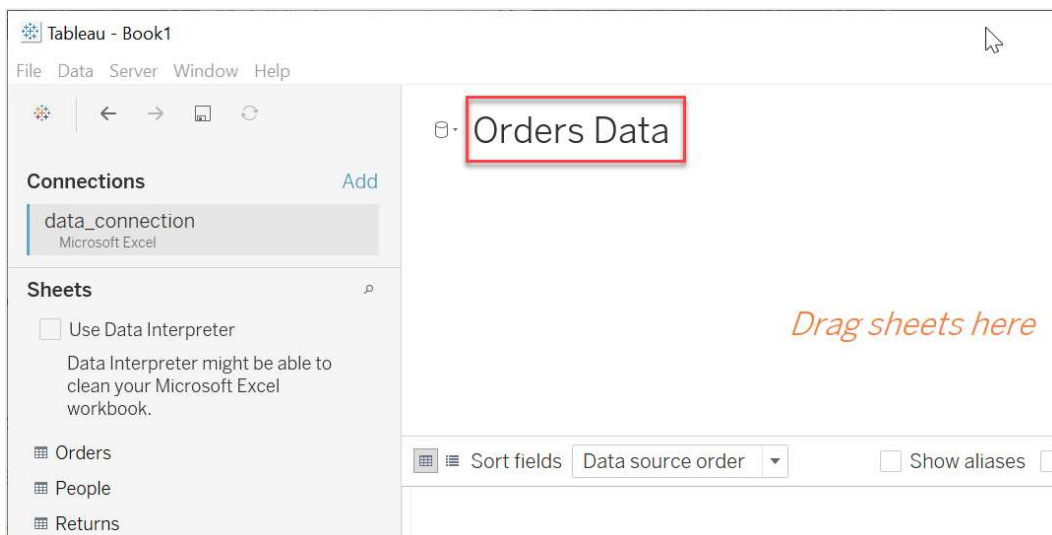 Tableau - Book1
File Data Server Window Help
Orders Data
Connections Add
data_connection
Microsoft Excel
Sheets
Use Data Interpreter
Data Interpreter might be able to
clean your Microsoft Excel
workbook.
Orders
People
Returns
Drag sheets here
Sort fields Data source order Show aliases